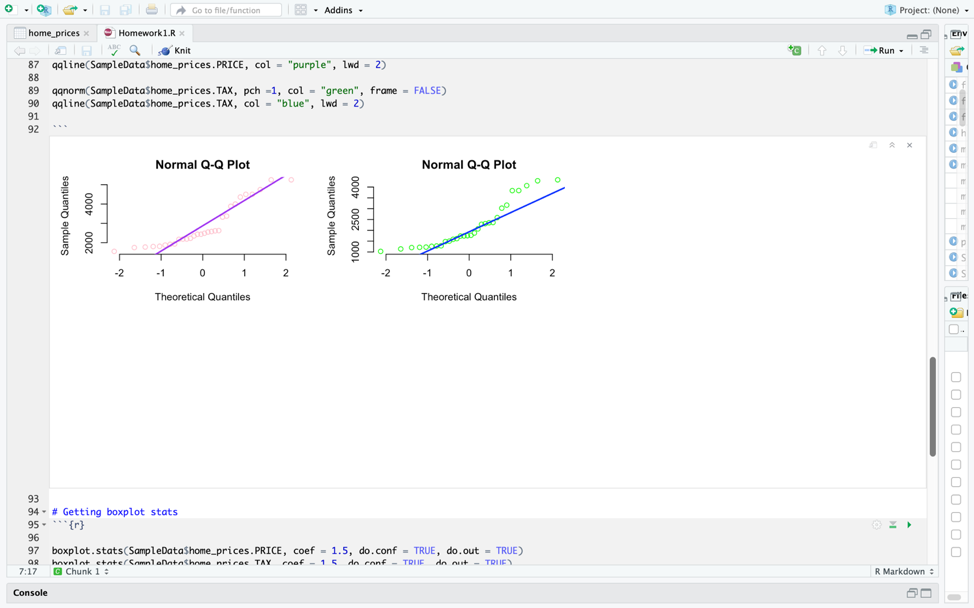 Go to file/function
Addins
Project: (None)
home_prices
Homework1.R
ABC
Knit
Run
87 qqline(SampleData$home_prices.PRICE, col = "purple", lwd = 2)
88
89 qqnorm(SampleData$home_prices.TAX, pch =1, col = "green", frame = FALSE)
90 qqline(SampleData$home_prices.TAX, col = "blue", lwd = 2)
91
92 ```
Normal Q-Q Plot
Sample Quantiles
4000
2000
-2 -1 0 1 2
Theoretical Quantiles
Normal Q-Q Plot
Sample Quantiles
4000
2500
1000
-2 -1 0 1 2
Theoretical Quantiles
93
94 # Getting boxplot stats
95 ```{r}
96
97 boxplot.stats(SampleData$home_prices.PRICE, coef = 1.5, do.conf = TRUE, do.out = TRUE)
98 boxplot.stats(SampleData$home_prices.TAX, coef = 1.5, do.conf = TRUE, do.out = TRUE)
7:17 Chunk 1 R Markdown
Console